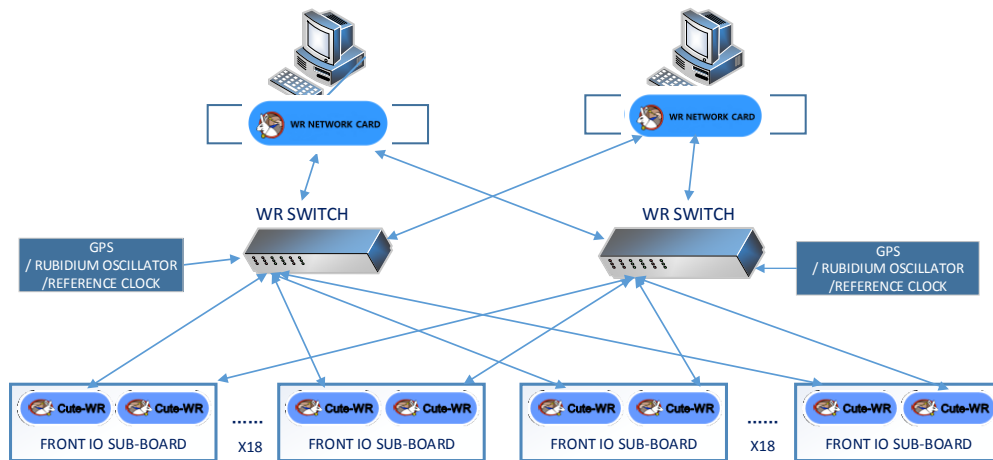 WR NETWORK CARD
WR NETWORK CARD
WR SWITCH
WR SWITCH
GPS
/ RUBIDIUM OSCILLATOR
/REFERENCE CLOCK
GPS
/ RUBIDIUM OSCILLATOR
/REFERENCE CLOCK
Cute-WR
Cute-WR
FRONT IO SUB-BOARD
......
X18
Cute-WR
Cute-WR
FRONT IO SUB-BOARD
Cute-WR
Cute-WR
FRONT IO SUB-BOARD
......
X18
Cute-WR
Cute-WR
FRONT IO SUB-BOARD